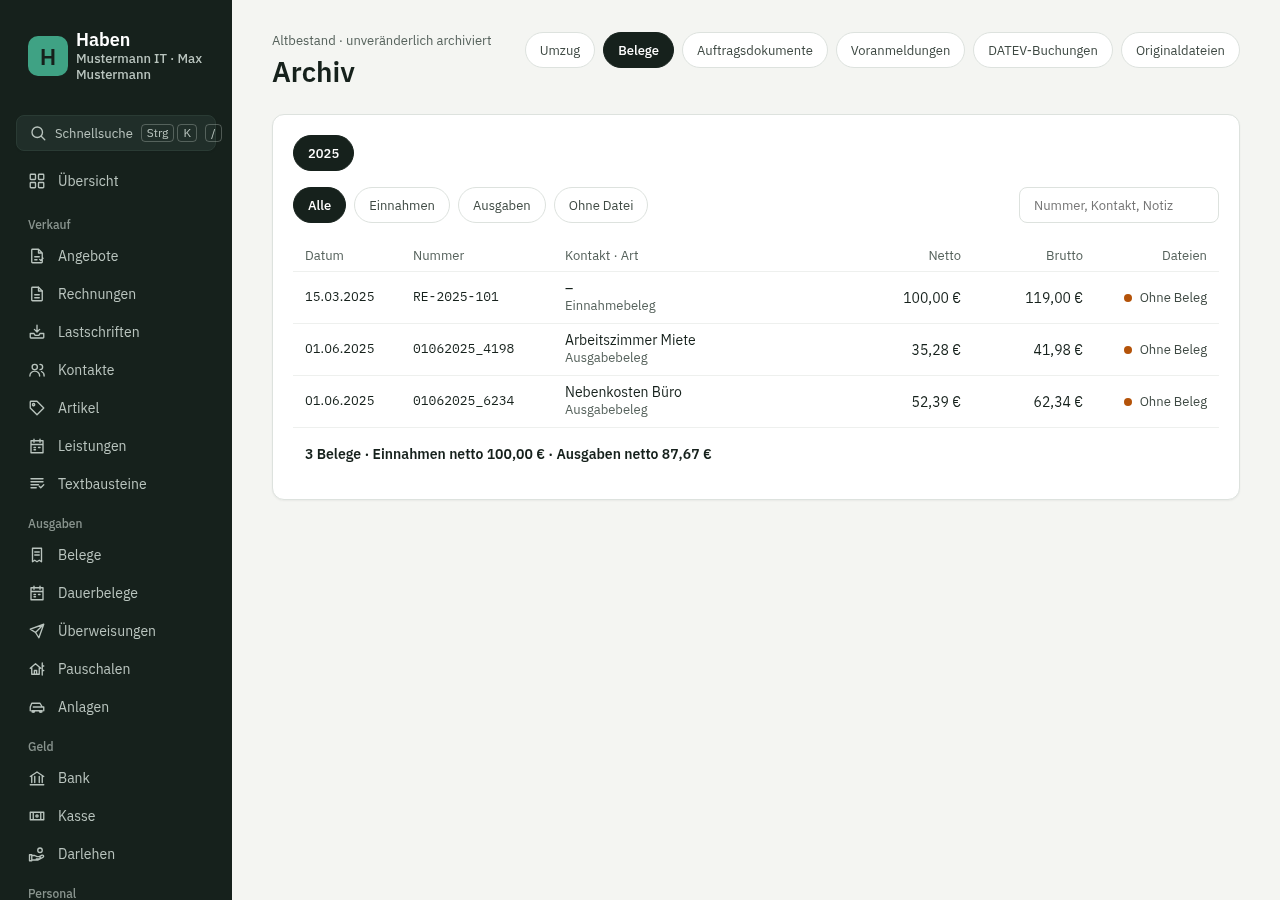 H
Haben
Mustermann IT · Max
Mustermann
Schnellsuche Strg K /
Übersicht
Verkauf
Angebote
Rechnungen
Lastschriften
Kontakte
Artikel
Leistungen
Textbausteine
Ausgaben
Belege
Dauerbelege
Überweisungen
Pauschalen
Anlagen
Geld
Bank
Kasse
Darlehen
Personal
Altbestand · unveränderlich archiviert
Archiv
Umzug Belege Auftragsdokumente Voranmeldungen DATEV-Buchungen Originaldateien
2025
Alle Einnahmen Ausgaben Ohne Datei Nummer, Kontakt, Notiz
Datum Nummer Kontakt · Art Netto Brutto Dateien
15.03.2025 RE-2025-101 – 100,00 € 119,00 € Ohne Beleg
Einnahmebeleg
01.06.2025 01062025_4198 Arbeitszimmer Miete 35,28 € 41,98 € Ohne Beleg
Ausgabebeleg
01.06.2025 01062025_6234 Nebenkosten Büro 52,39 € 62,34 € Ohne Beleg
Ausgabebeleg
3 Belege · Einnahmen netto 100,00 € · Ausgaben netto 87,67 €